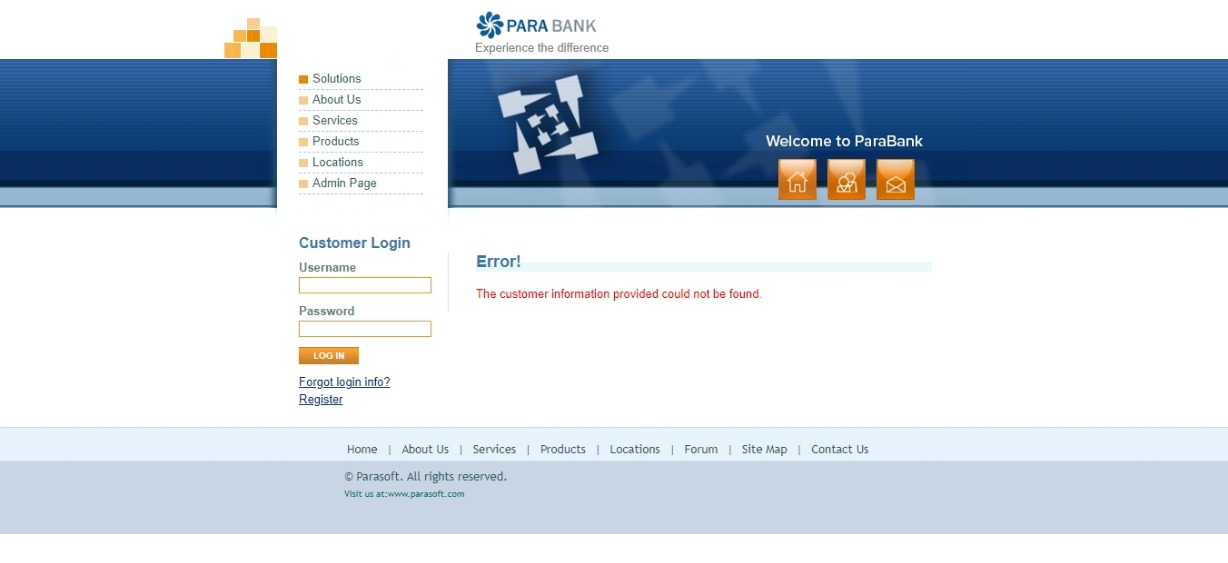 PARA BANK
Experience the difference
Solutions
About Us
Services
Products
Locations
Admin Page
Welcome to ParaBank
Customer Login
Username
Password
LOG IN
Forgot login info?
Register
Error!
The customer information provided could not be found.
Home | About Us | Services | Products | Locations | Forum | Site Map | Contact Us
© Parasoft. All rights reserved.
Visit us at:www.parasoft.com